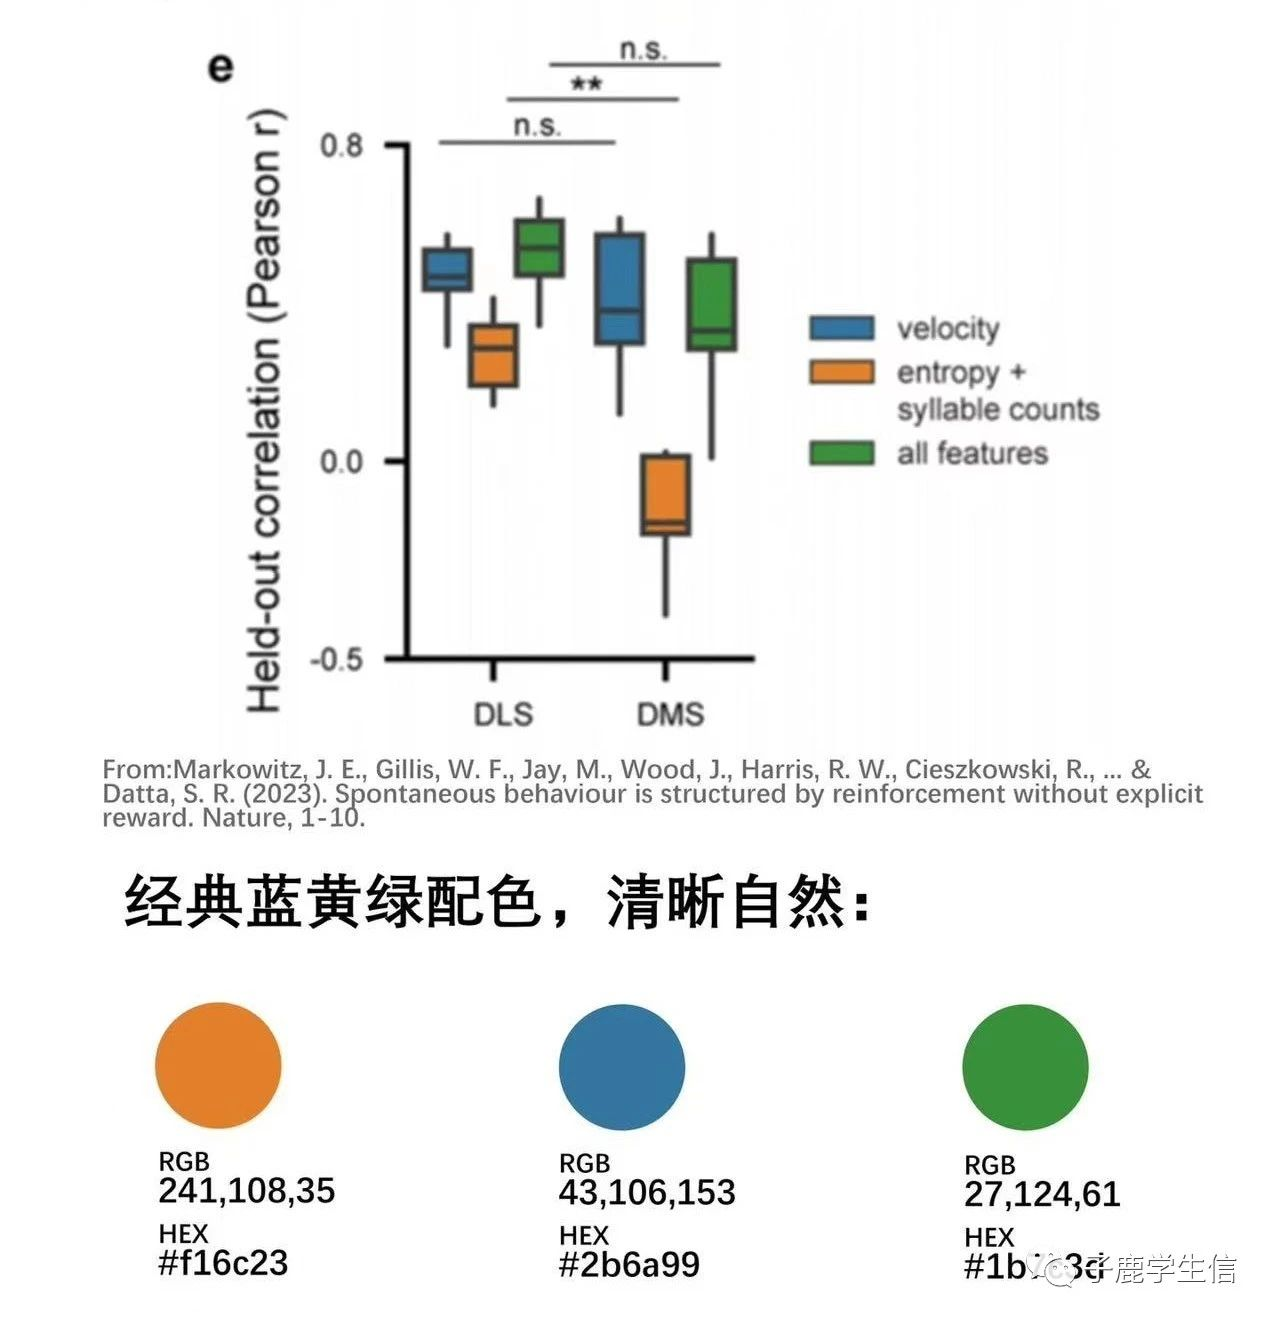 e
n.s.
**
n.s.
Held-out correlation (Pearson r)
0.8
0.0
-0.5
DLS
DMS
velocity
entropy +
syllable counts
all features
From:Markowitz, J. E., Gillis, W. F., Jay, M., Wood, J., Harris, R. W., Cieszkowski, R., ... &
Datta, S. R. (2023). Spontaneous behaviour is structured by reinforcement without explicit
reward. Nature, 1-10.
经典蓝黄绿配色，清晰自然：
RGB
241,108,35
HEX
#f16c23
RGB
43,106,153
HEX
#2b6a99
RGB
27,124,61
HEX
子鹿学生信